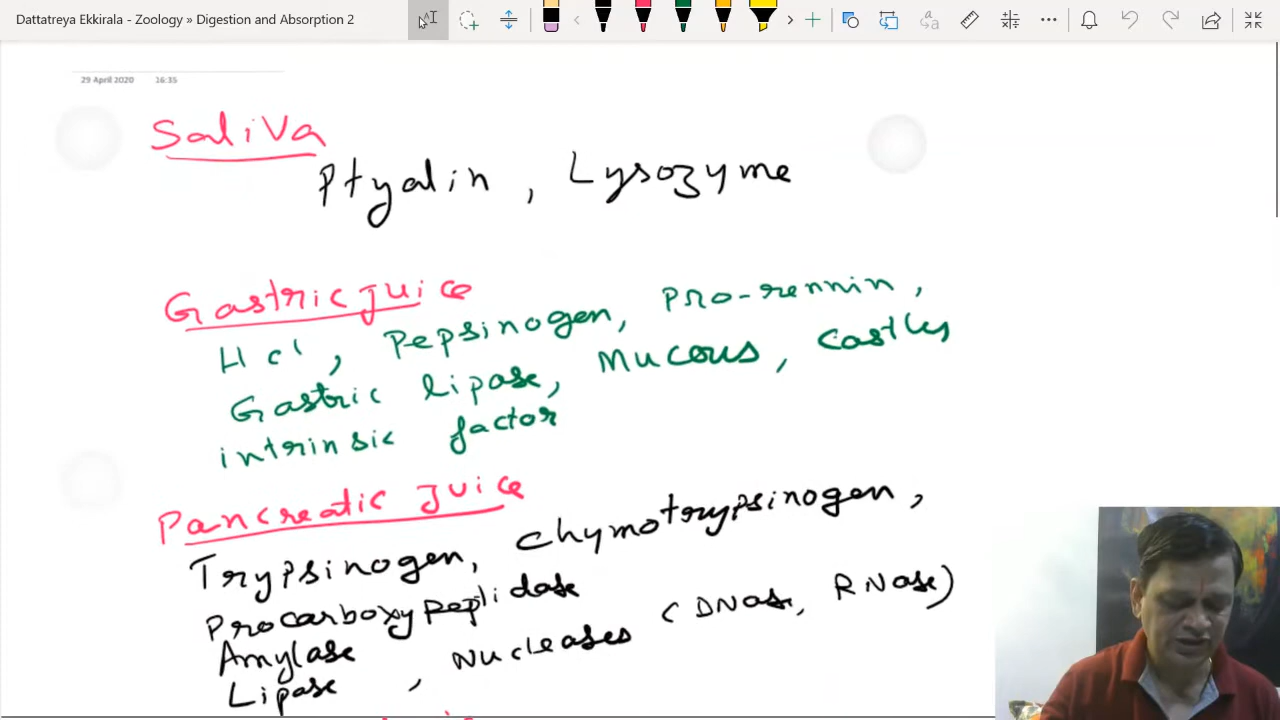 Dattatreya Ekkirala - Zoology » Digestion and Absorption 2
29 April 2020 16:35
Saliva
Ptyalin , Lysozyme
Gastric Juice
HCl , Pepsinogen, Pro-rennin ,
Gastric lipase, Mucous , Castles
intrinsic factor
Pancreatic Juice
Trypsinogen, Chymotrypsinogen ,
Procarboxypeptidase
Amylase
Lipase , Nucleases (DNase, RNase)